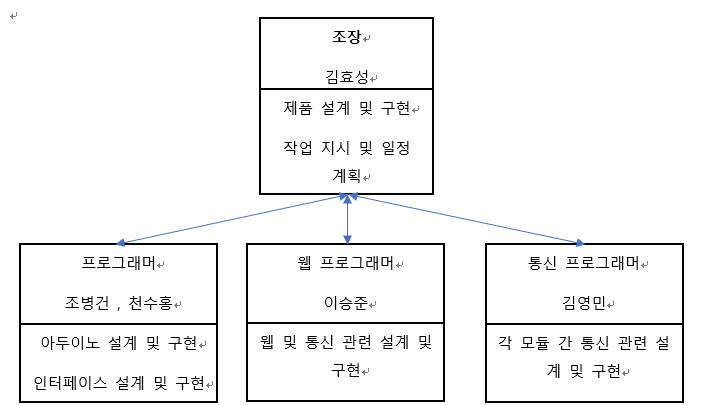 조장
김효성
제품 설계 및 구현
작업 지시 및 일정
계획
프로그래머
조병건 , 천수홍
아두이노 설계 및 구현
인터페이스 설계 및 구현
웹 프로그래머
이승준
웹 및 통신 관련 설계 및
구현
통신 프로그래머
김영민
각 모듈 간 통신 관련 설
계 및 구현